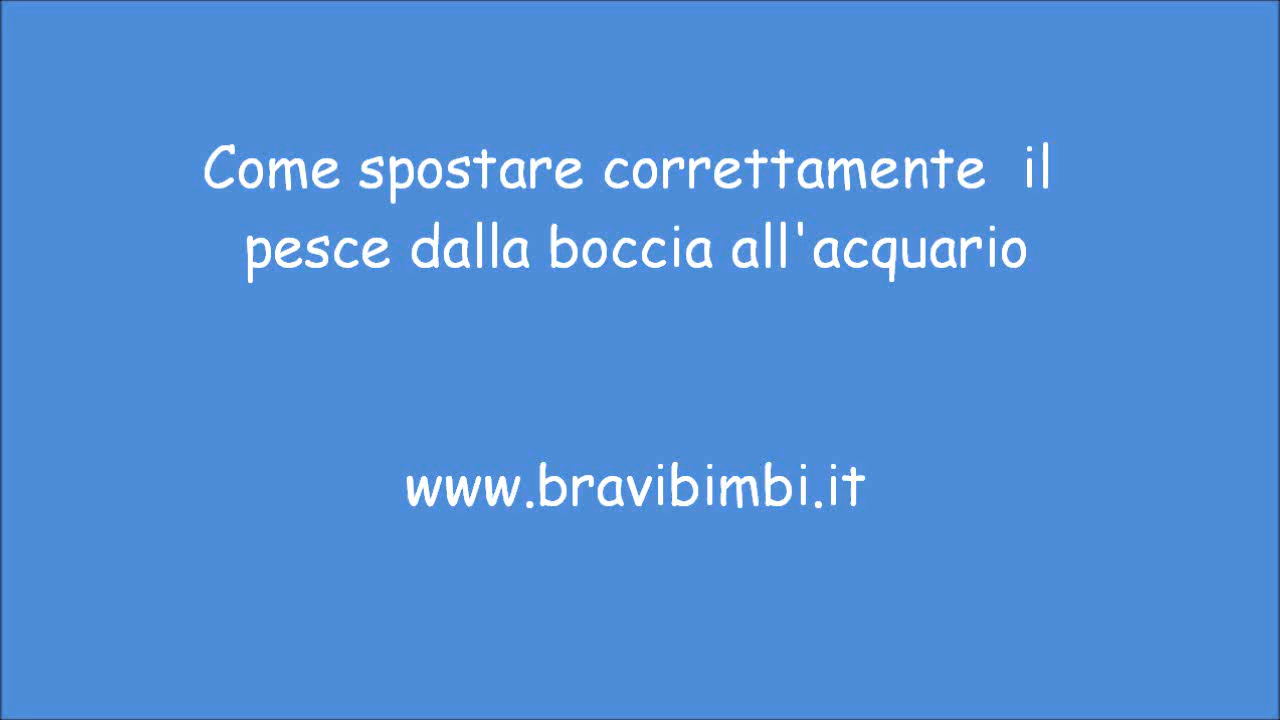 Come spostare correttamente il
pesce dalla boccia all'acquario
www.bravibimbi.it